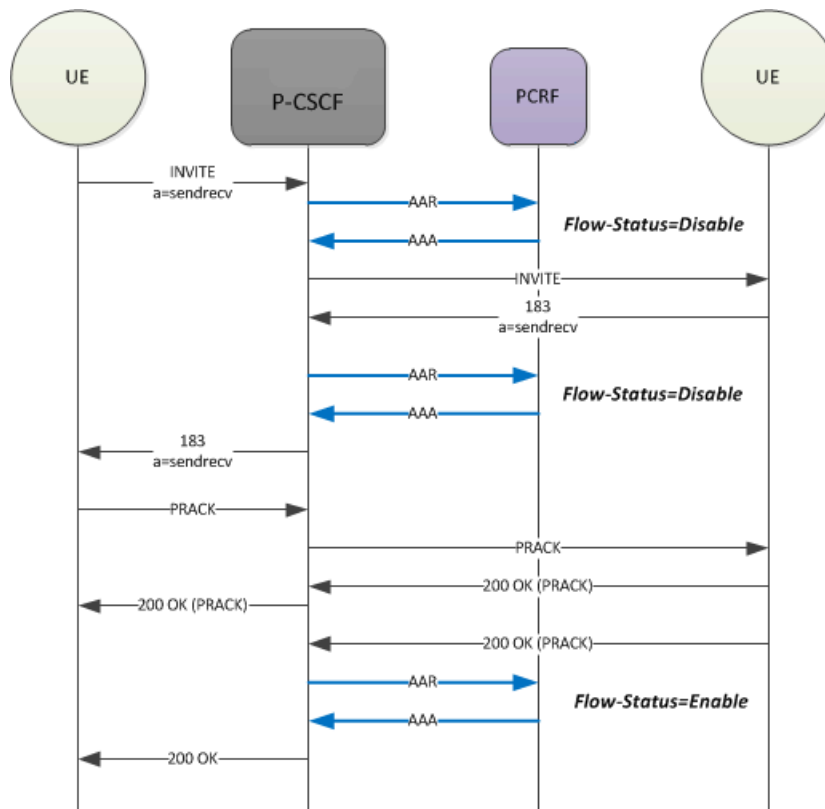 UE
P-CSCF
PCRF
UE
INVITE
a=sendrecv
AAR
Flow-Status=Disable
AAA
INVITE
183
a=sendrecv
AAR
Flow-Status=Disable
AAA
183
a=sendrecv
PRACK
PRACK
200 OK (PRACK)
200 OK (PRACK)
200 OK (PRACK)
AAR
Flow-Status=Enable
AAA
200 OK